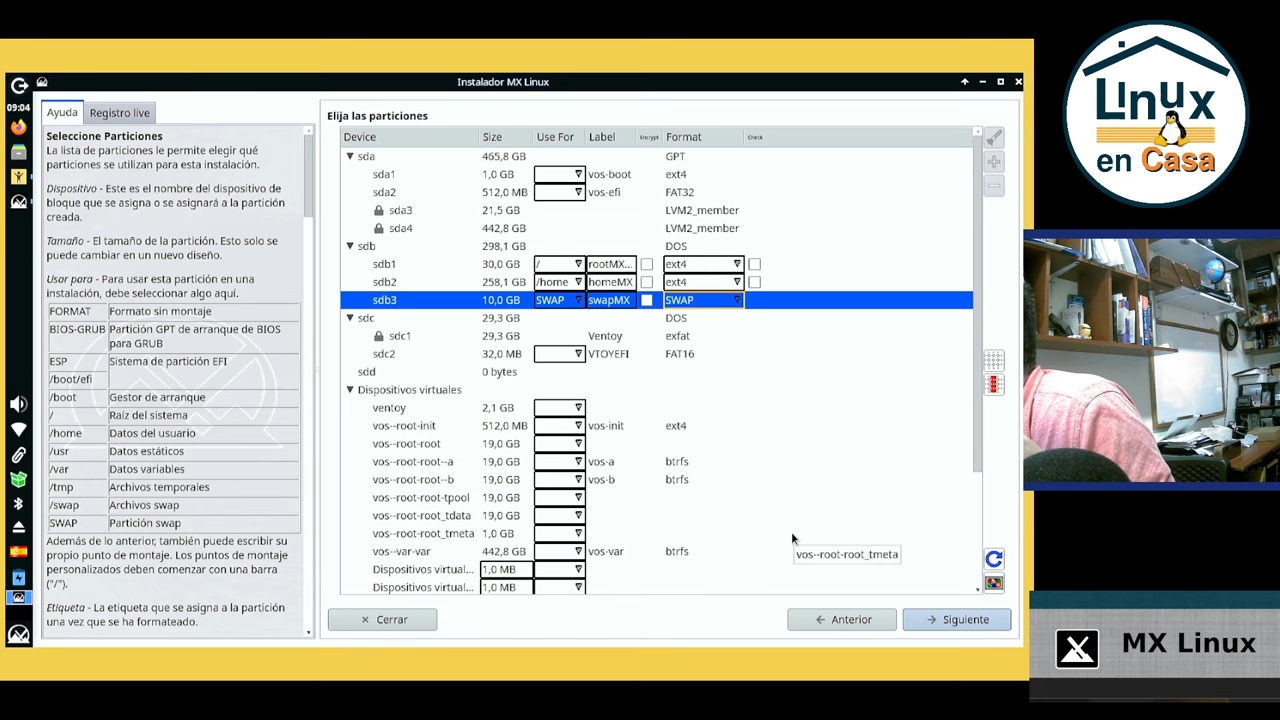 Instalador MX Linux
09:04
Ayuda
Registro live
Seleccione Particiones
La lista de particiones le permite elegir qué
particiones se utilizan para esta instalación.
Dispositivo - Este es el nombre del dispositivo de
bloque que se asigna o se asignará a la partición
creada.
Tamaño - El tamaño de la partición. Esto solo se
puede cambiar en un nuevo diseño.
Usar para - Para usar esta partición en una
instalación, debe seleccionar algo aquí.
FORMAT Formato sin montaje
BIOS-GRUB Partición GPT de arranque de BIOS
para GRUB
ESP Sistema de partición EFI
/boot/efi
/boot Gestor de arranque
/ Raíz del sistema
/home Datos del usuario
/usr Datos estáticos
/var Datos variables
/tmp Archivos temporales
/swap Archivos swap
SWAP Partición swap
Además de lo anterior, también puede escribir su
propio punto de montaje. Los puntos de montaje
personalizados deben comenzar con una barra
("/").
Etiqueta - La etiqueta que se asigna a la partición
una vez que se ha formateado.
Elija las particiones
Device Size Use For Label Encrypt Format Check
sda 465,8 GB GPT
sda1 1,0 GB vos-boot ext4
sda2 512,0 MB vos-efi FAT32
sda3 21,5 GB LVM2_member
sda4 442,8 GB LVM2_member
sdb 298,1 GB DOS
sdb1 30,0 GB / rootMX... ext4
sdb2 258,1 GB /home homeMX ext4
sdb3 10,0 GB SWAP swapMX SWAP
sdc 29,3 GB DOS
sdc1 29,3 GB Ventoy exfat
sdc2 32,0 MB VTOYEFI FAT16
sdd 0 bytes
Dispositivos virtuales
ventoy 2,1 GB
vos--root-init 512,0 MB vos-init ext4
vos--root-root 19,0 GB
vos--root-root--a 19,0 GB vos-a btrfs
vos--root-root--b 19,0 GB vos-b btrfs
vos--root-root-tpool 19,0 GB
vos--root-root_tdata 19,0 GB
vos--root-root_tmeta 1,0 GB
vos--var-var 442,8 GB vos-var btrfs
Dispositivos virtual... 1,0 MB
Dispositivos virtual... 1,0 MB
vos--root-root_tmeta
Cerrar
Anterior
Siguiente
LInux
en Casa
MX Linux